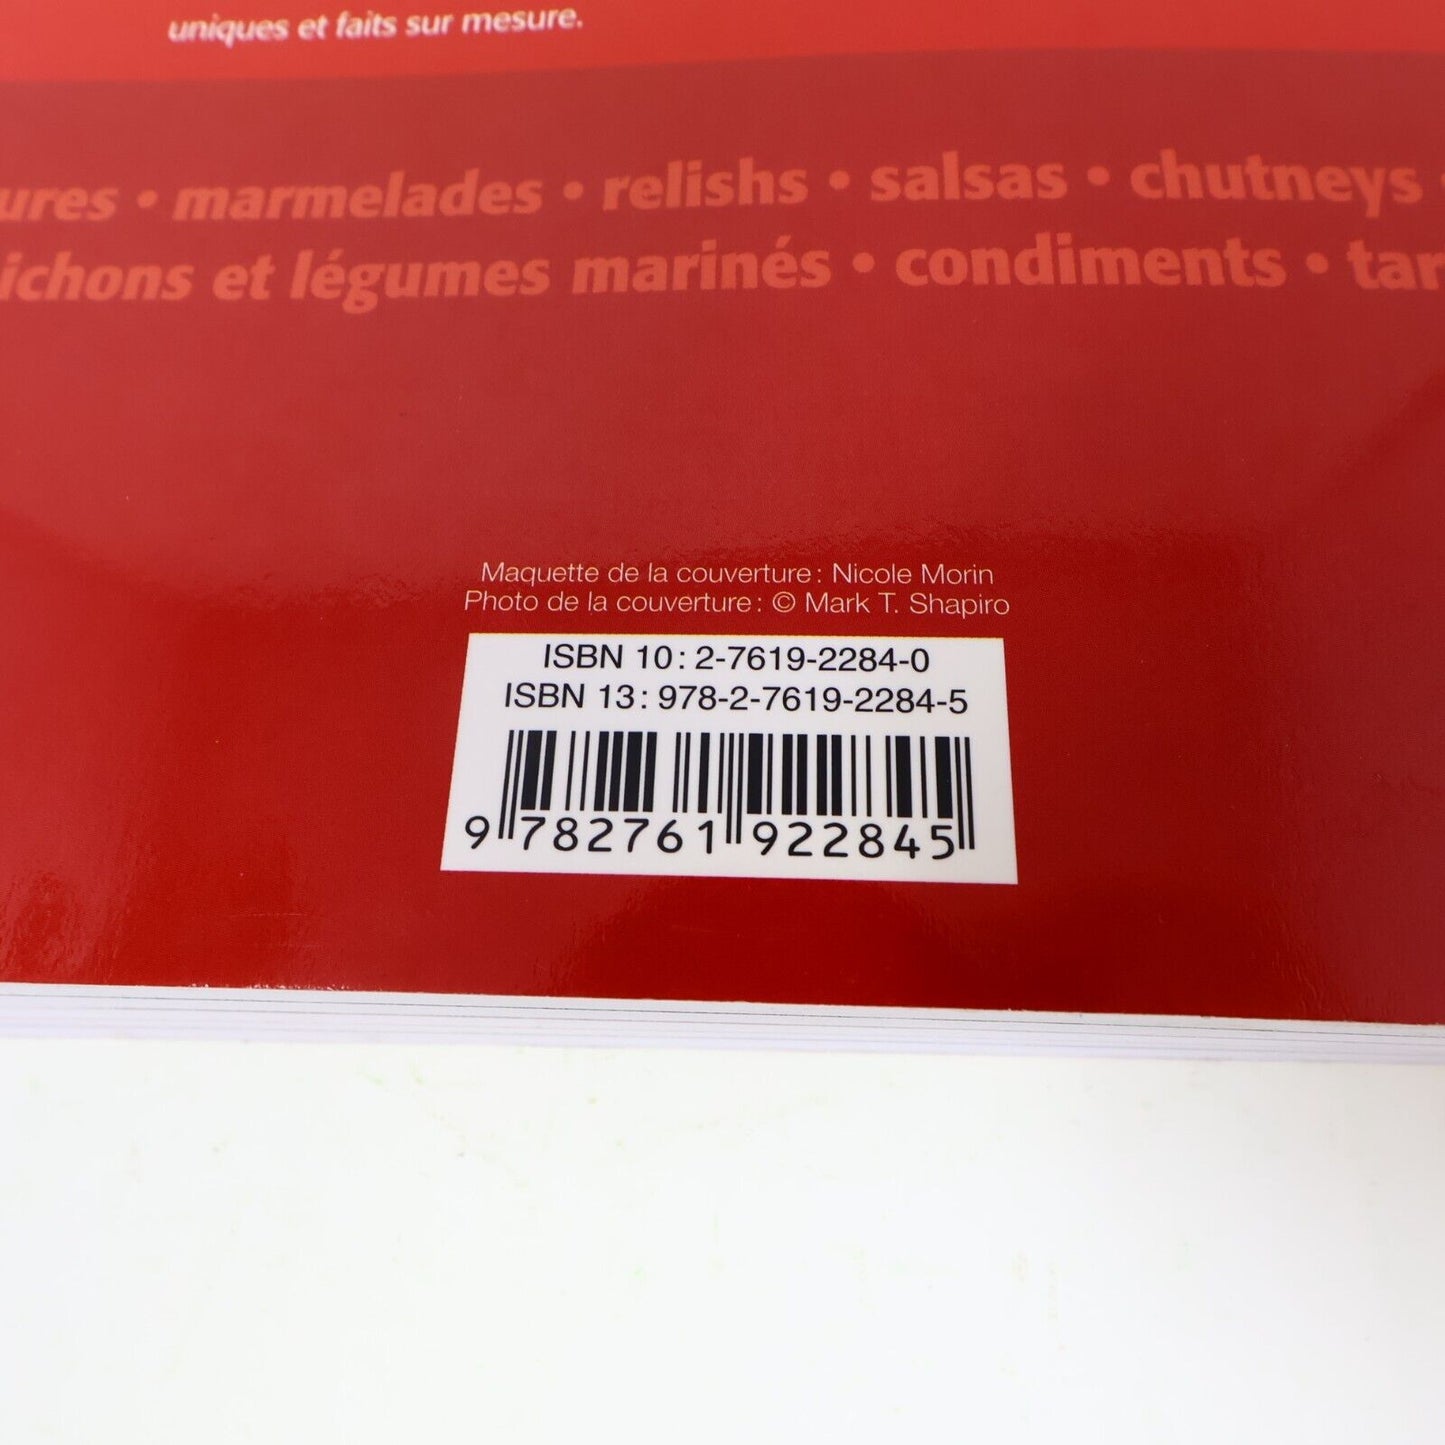 uniques et faits sur mesure.
ures • marmelades • relishs • salsas • chutneys •
ichons et légumes marinés • condiments • tar
Maquette de la couverture : Nicole Morin
Photo de la couverture : © Mark T. Shapiro
ISBN 10 : 2-7619-2284-0
ISBN 13 : 978-2-7619-2284-5
9 782761 922845